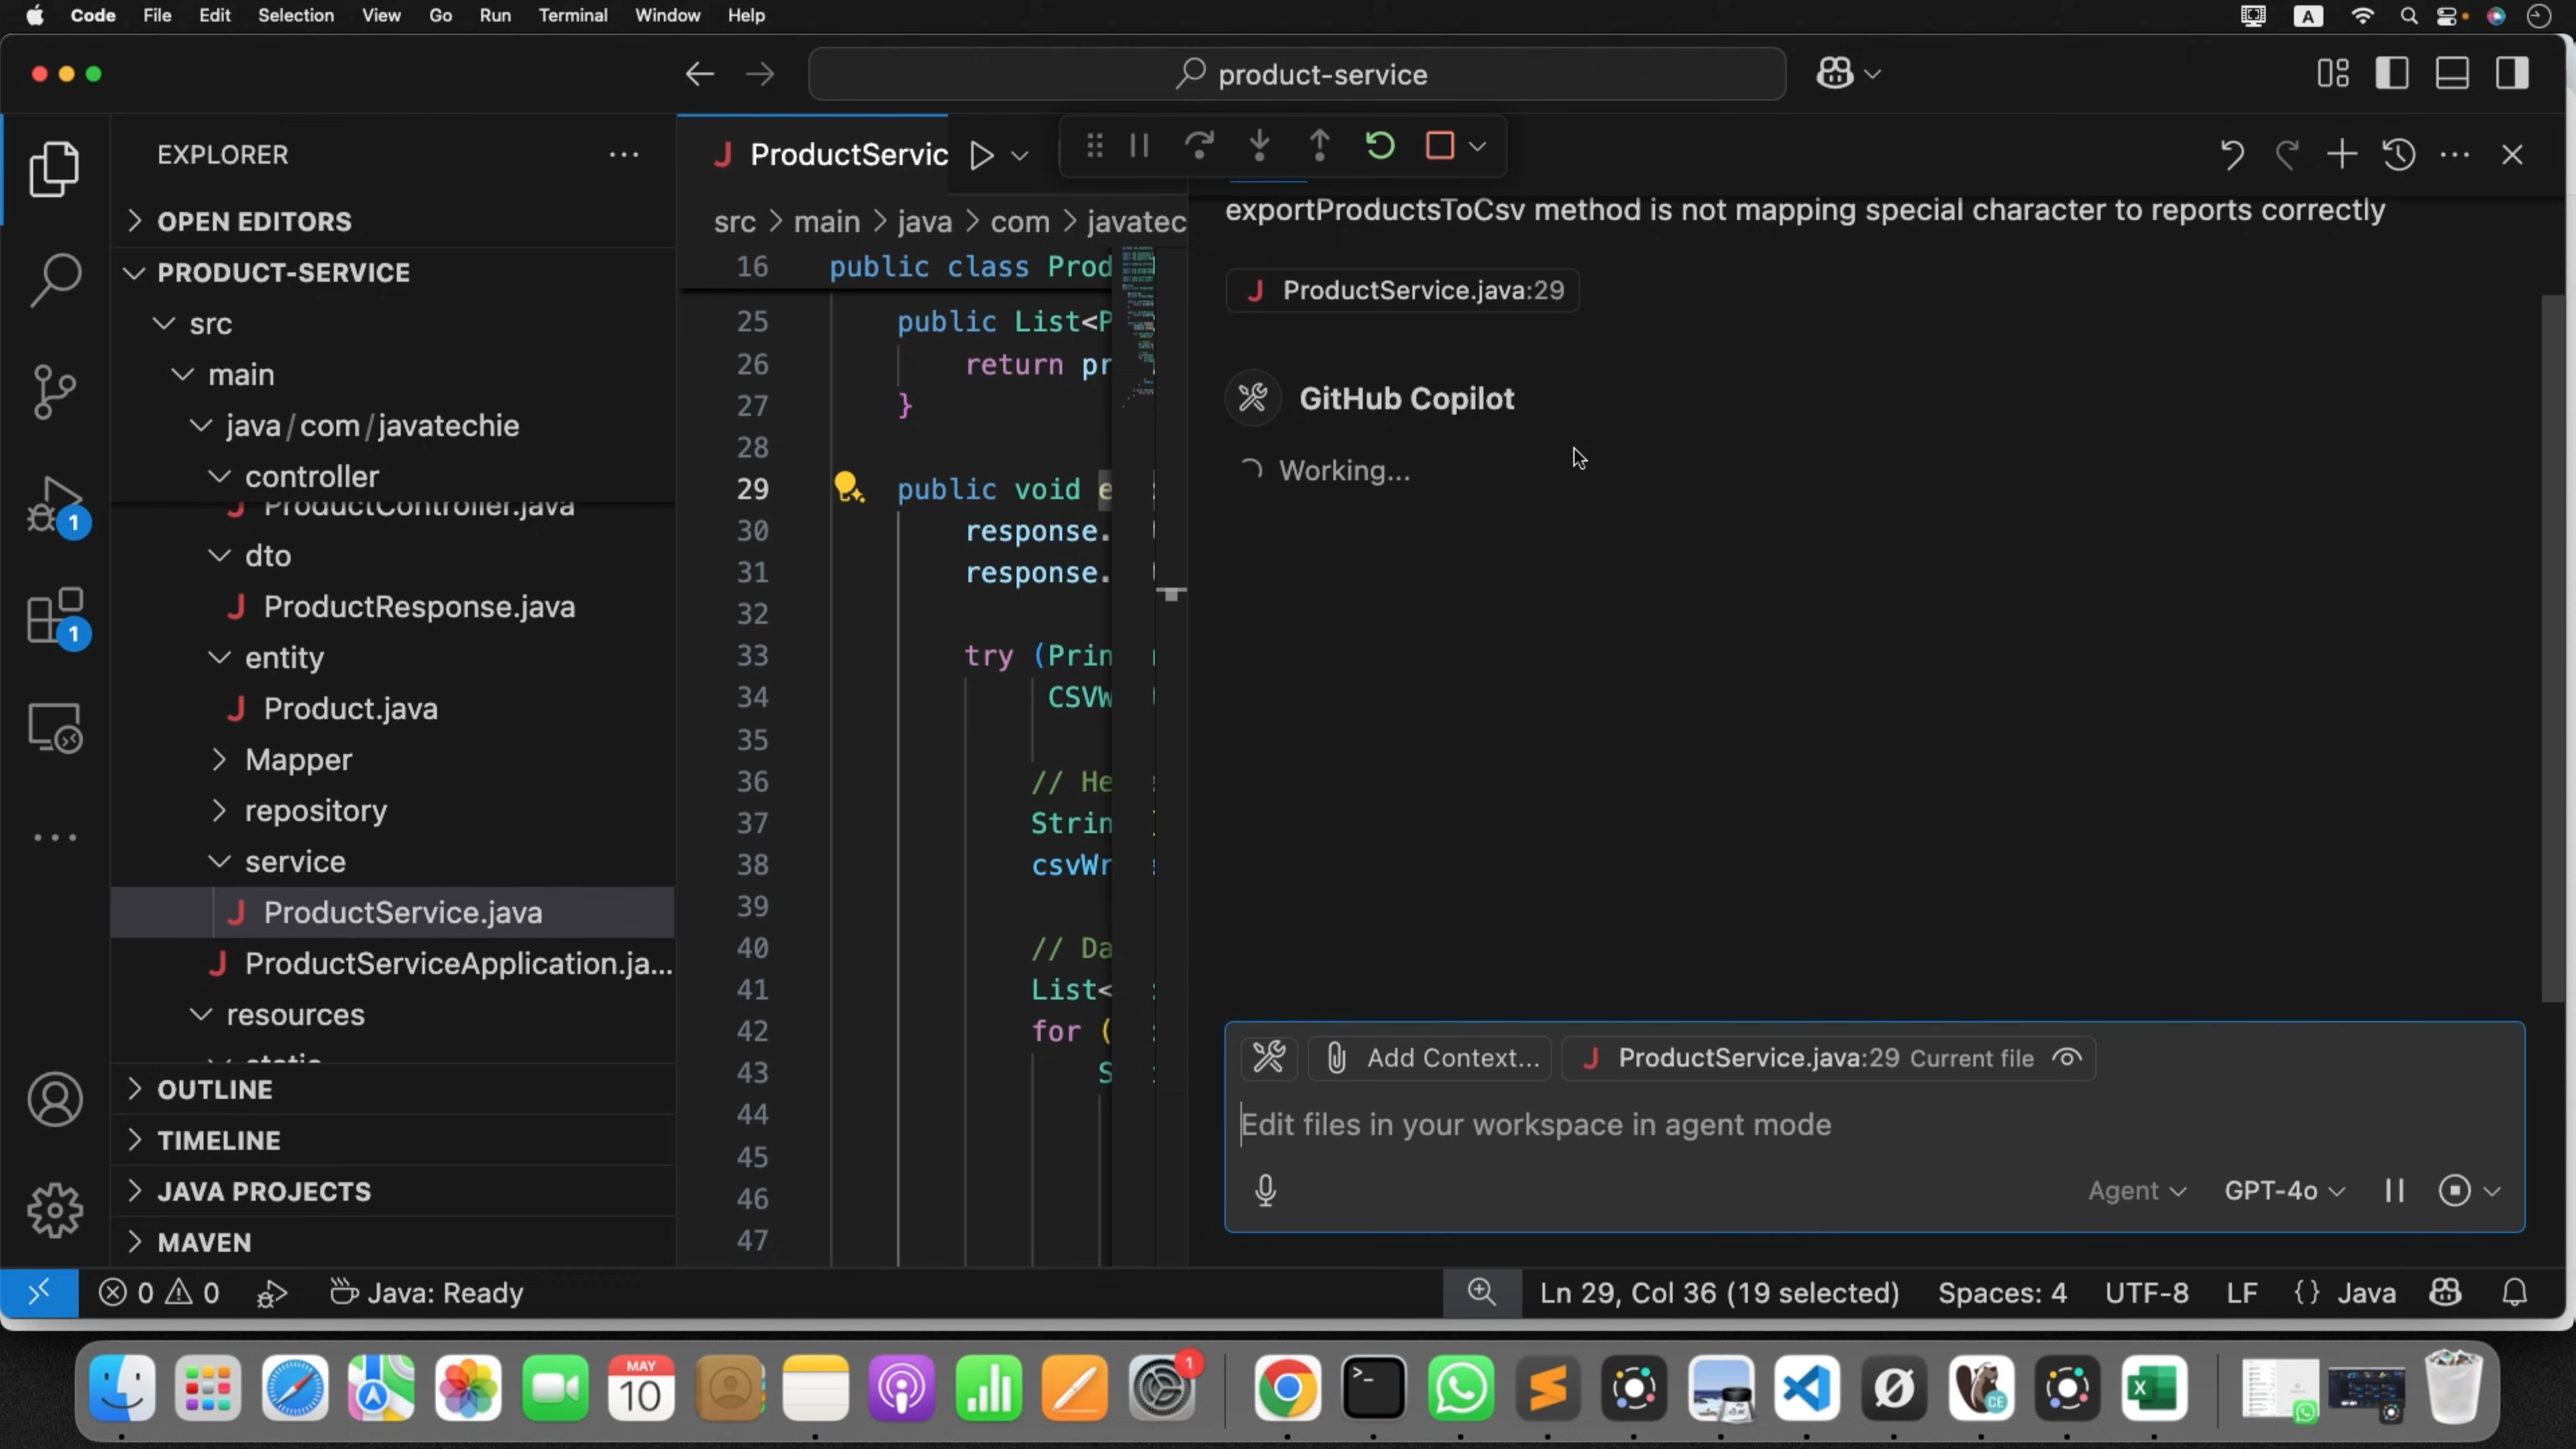 Code File Edit Selection View Go Run Terminal Window Help
A
product-service
EXPLORER
OPEN EDITORS
PRODUCT-SERVICE
src
main
java/com/javatechie
controller
ProductController.java
dto
ProductResponse.java
entity
Product.java
Mapper
repository
service
ProductService.java
ProductServiceApplication.ja...
resources
static
OUTLINE
TIMELINE
JAVA PROJECTS
MAVEN
1
1
ProductServic
src > main > java > com > javatec
16 public class Prod
25 public List<P
26 return pr
27 }
28
29 public void e
30 response.
31 response.
32
33 try (Prin
34 CSVW
35
36 // He
37 Strin
38 csvWr
39
40 // Da
41 List<
42 for (
43 S
44
45
46
47
exportProductsToCsv method is not mapping special character to reports correctly
ProductService.java:29
GitHub Copilot
Working...
Add Context...
ProductService.java:29 Current file
Edit files in your workspace in agent mode
Agent GPT-4o
0 0 Java: Ready
Ln 29, Col 36 (19 selected) Spaces: 4 UTF-8 LF {} Java
MAY
10
1
CE